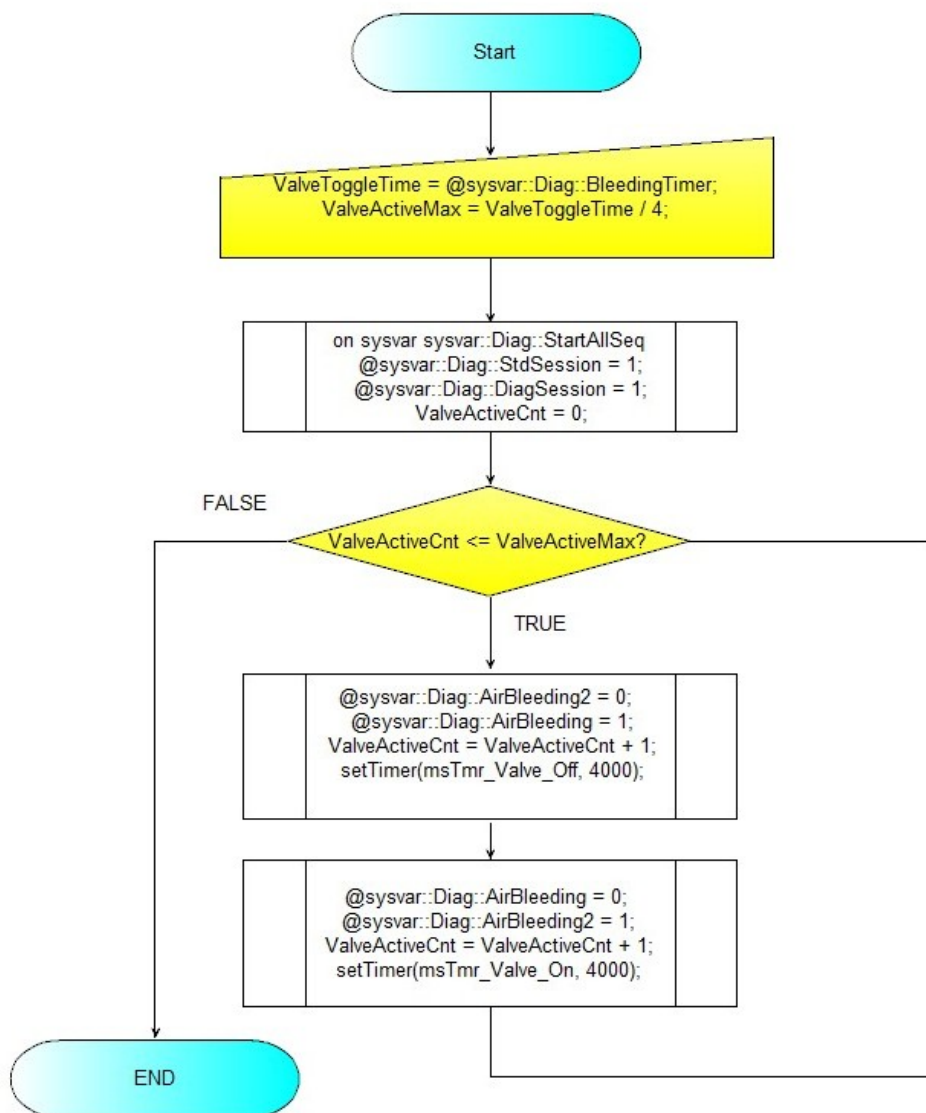 Start
ValveToggleTime = @sysvar::Diag::BleedingTimer;
ValveActiveMax = ValveToggleTime / 4;
on sysvar sysvar::Diag::StartAllSeq
@sysvar::Diag::StdSession = 1;
@sysvar::Diag::DiagSession = 1;
ValveActiveCnt = 0;
FALSE
ValveActiveCnt <= ValveActiveMax?
TRUE
@sysvar::Diag::AirBleeding2 = 0;
@sysvar::Diag::AirBleeding = 1;
ValveActiveCnt = ValveActiveCnt + 1;
setTimer(msTmr_Valve_Off, 4000);
@sysvar::Diag::AirBleeding = 0;
@sysvar::Diag::AirBleeding2 = 1;
ValveActiveCnt = ValveActiveCnt + 1;
setTimer(msTmr_Valve_On, 4000);
END